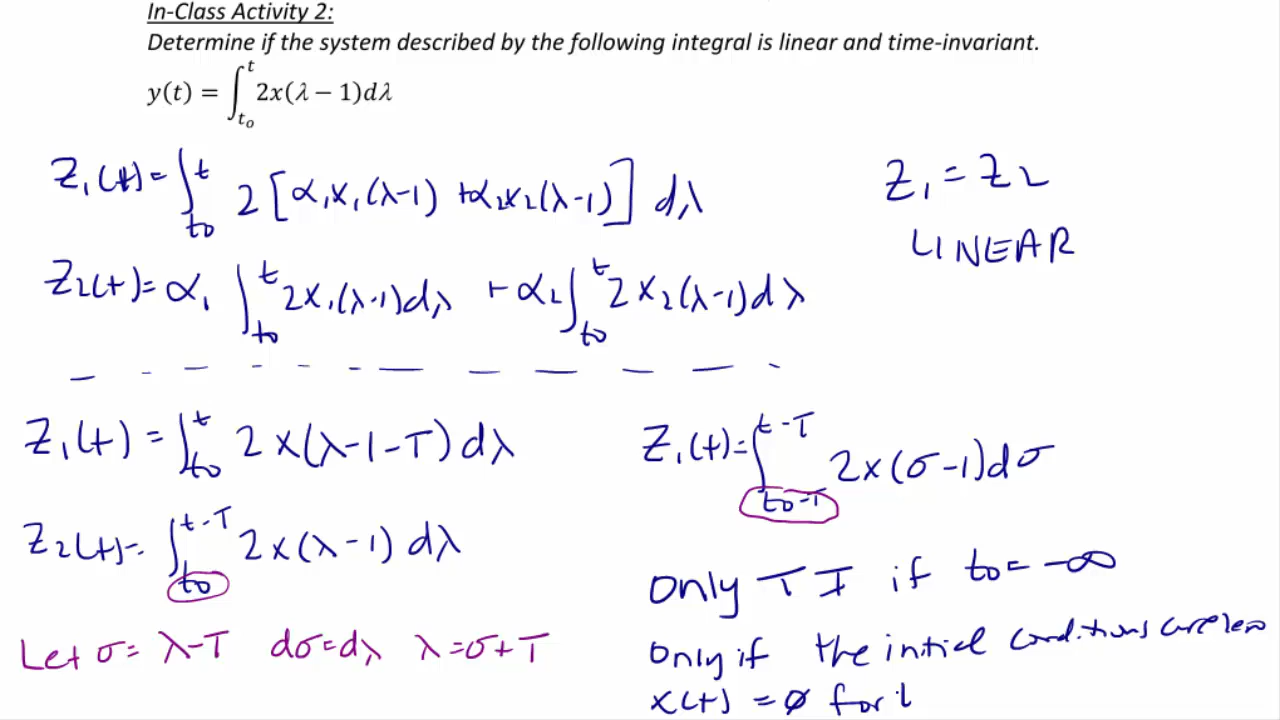 In-Class Activity 2:
Determine if the system described by the following integral is linear and time-invariant.
y(t) = ∫_{t_o}^{t} 2x(λ − 1)dλ
Z₁(t) = ∫_{t₀}^{t} 2[α₁x₁(λ-1) + α₂x₂(λ-1)] dλ
Z₂(t) = α₁ ∫_{t₀}^{t} 2x₁(λ-1)dλ + α₂ ∫_{t₀}^{t} 2x₂(λ-1)dλ
Z₁ = Z₂
LINEAR
Z₁(t) = ∫_{t₀}^{t} 2x(λ-1-T)dλ
Z₂(t) = ∫_{t₀}^{t-T} 2x(λ-1)dλ
Let σ = λ-T dσ=dλ λ=σ+T
Z₁(t) = ∫_{t₀-T}^{t-T} 2x(σ-1)dσ
Only TI if t₀ = -∞
Only if the initial conditions are
x(t) = ∅ for t